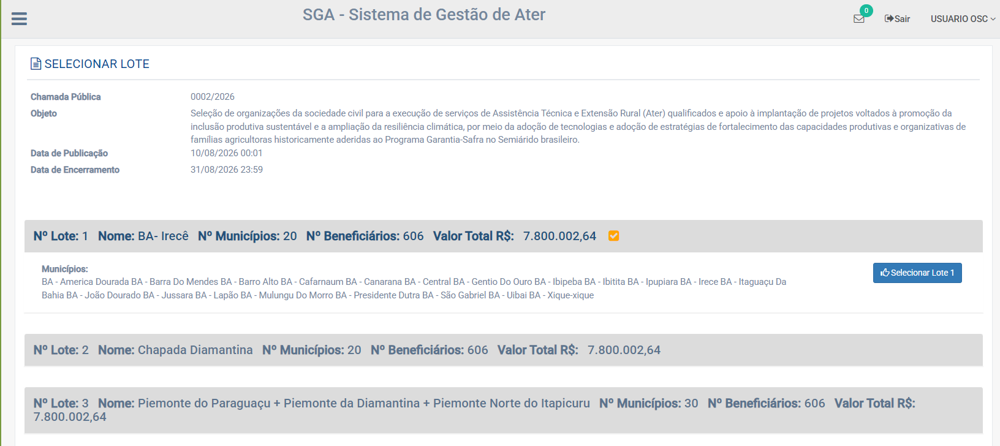 SGA - Sistema de Gestão de Ater
0
Sair
USUARIO OSC
SELECIONAR LOTE
Chamada Pública 0002/2026
Objeto Seleção de organizações da sociedade civil para a execução de serviços de Assistência Técnica e Extensão Rural (Ater) qualificados e apoio à implantação de projetos voltados à promoção da
inclusão produtiva sustentável e a ampliação da resiliência climática, por meio da adoção de tecnologias e adoção de estratégias de fortalecimento das capacidades produtivas e organizativas de
famílias agricultoras historicamente aderidas ao Programa Garantia-Safra no Semiárido brasileiro.
Data de Publicação 10/08/2026 00:01
Data de Encerramento 31/08/2026 23:59
Nº Lote: 1 Nome: BA- Irecê Nº Municípios: 20 Nº Beneficiários: 606 Valor Total R$: 7.800.002,64
Municípios:
BA - America Dourada BA - Barra Do Mendes BA - Barro Alto BA - Cafarnaum BA - Canarana BA - Central BA - Gentio Do Ouro BA - Ibipeba BA - Ibitita BA - Ipupiara BA - Irece BA - Itaguaçu Da
Bahia BA - João Dourado BA - Jussara BA - Lapão BA - Mulungu Do Morro BA - Presidente Dutra BA - São Gabriel BA - Uibai BA - Xique-xique
Selecionar Lote 1
Nº Lote: 2 Nome: Chapada Diamantina Nº Municípios: 20 Nº Beneficiários: 606 Valor Total R$: 7.800.002,64
Nº Lote: 3 Nome: Piemonte do Paraguaçu + Piemonte da Diamantina + Piemonte Norte do Itapicuru Nº Municípios: 30 Nº Beneficiários: 606 Valor Total R$:
7.800.002,64